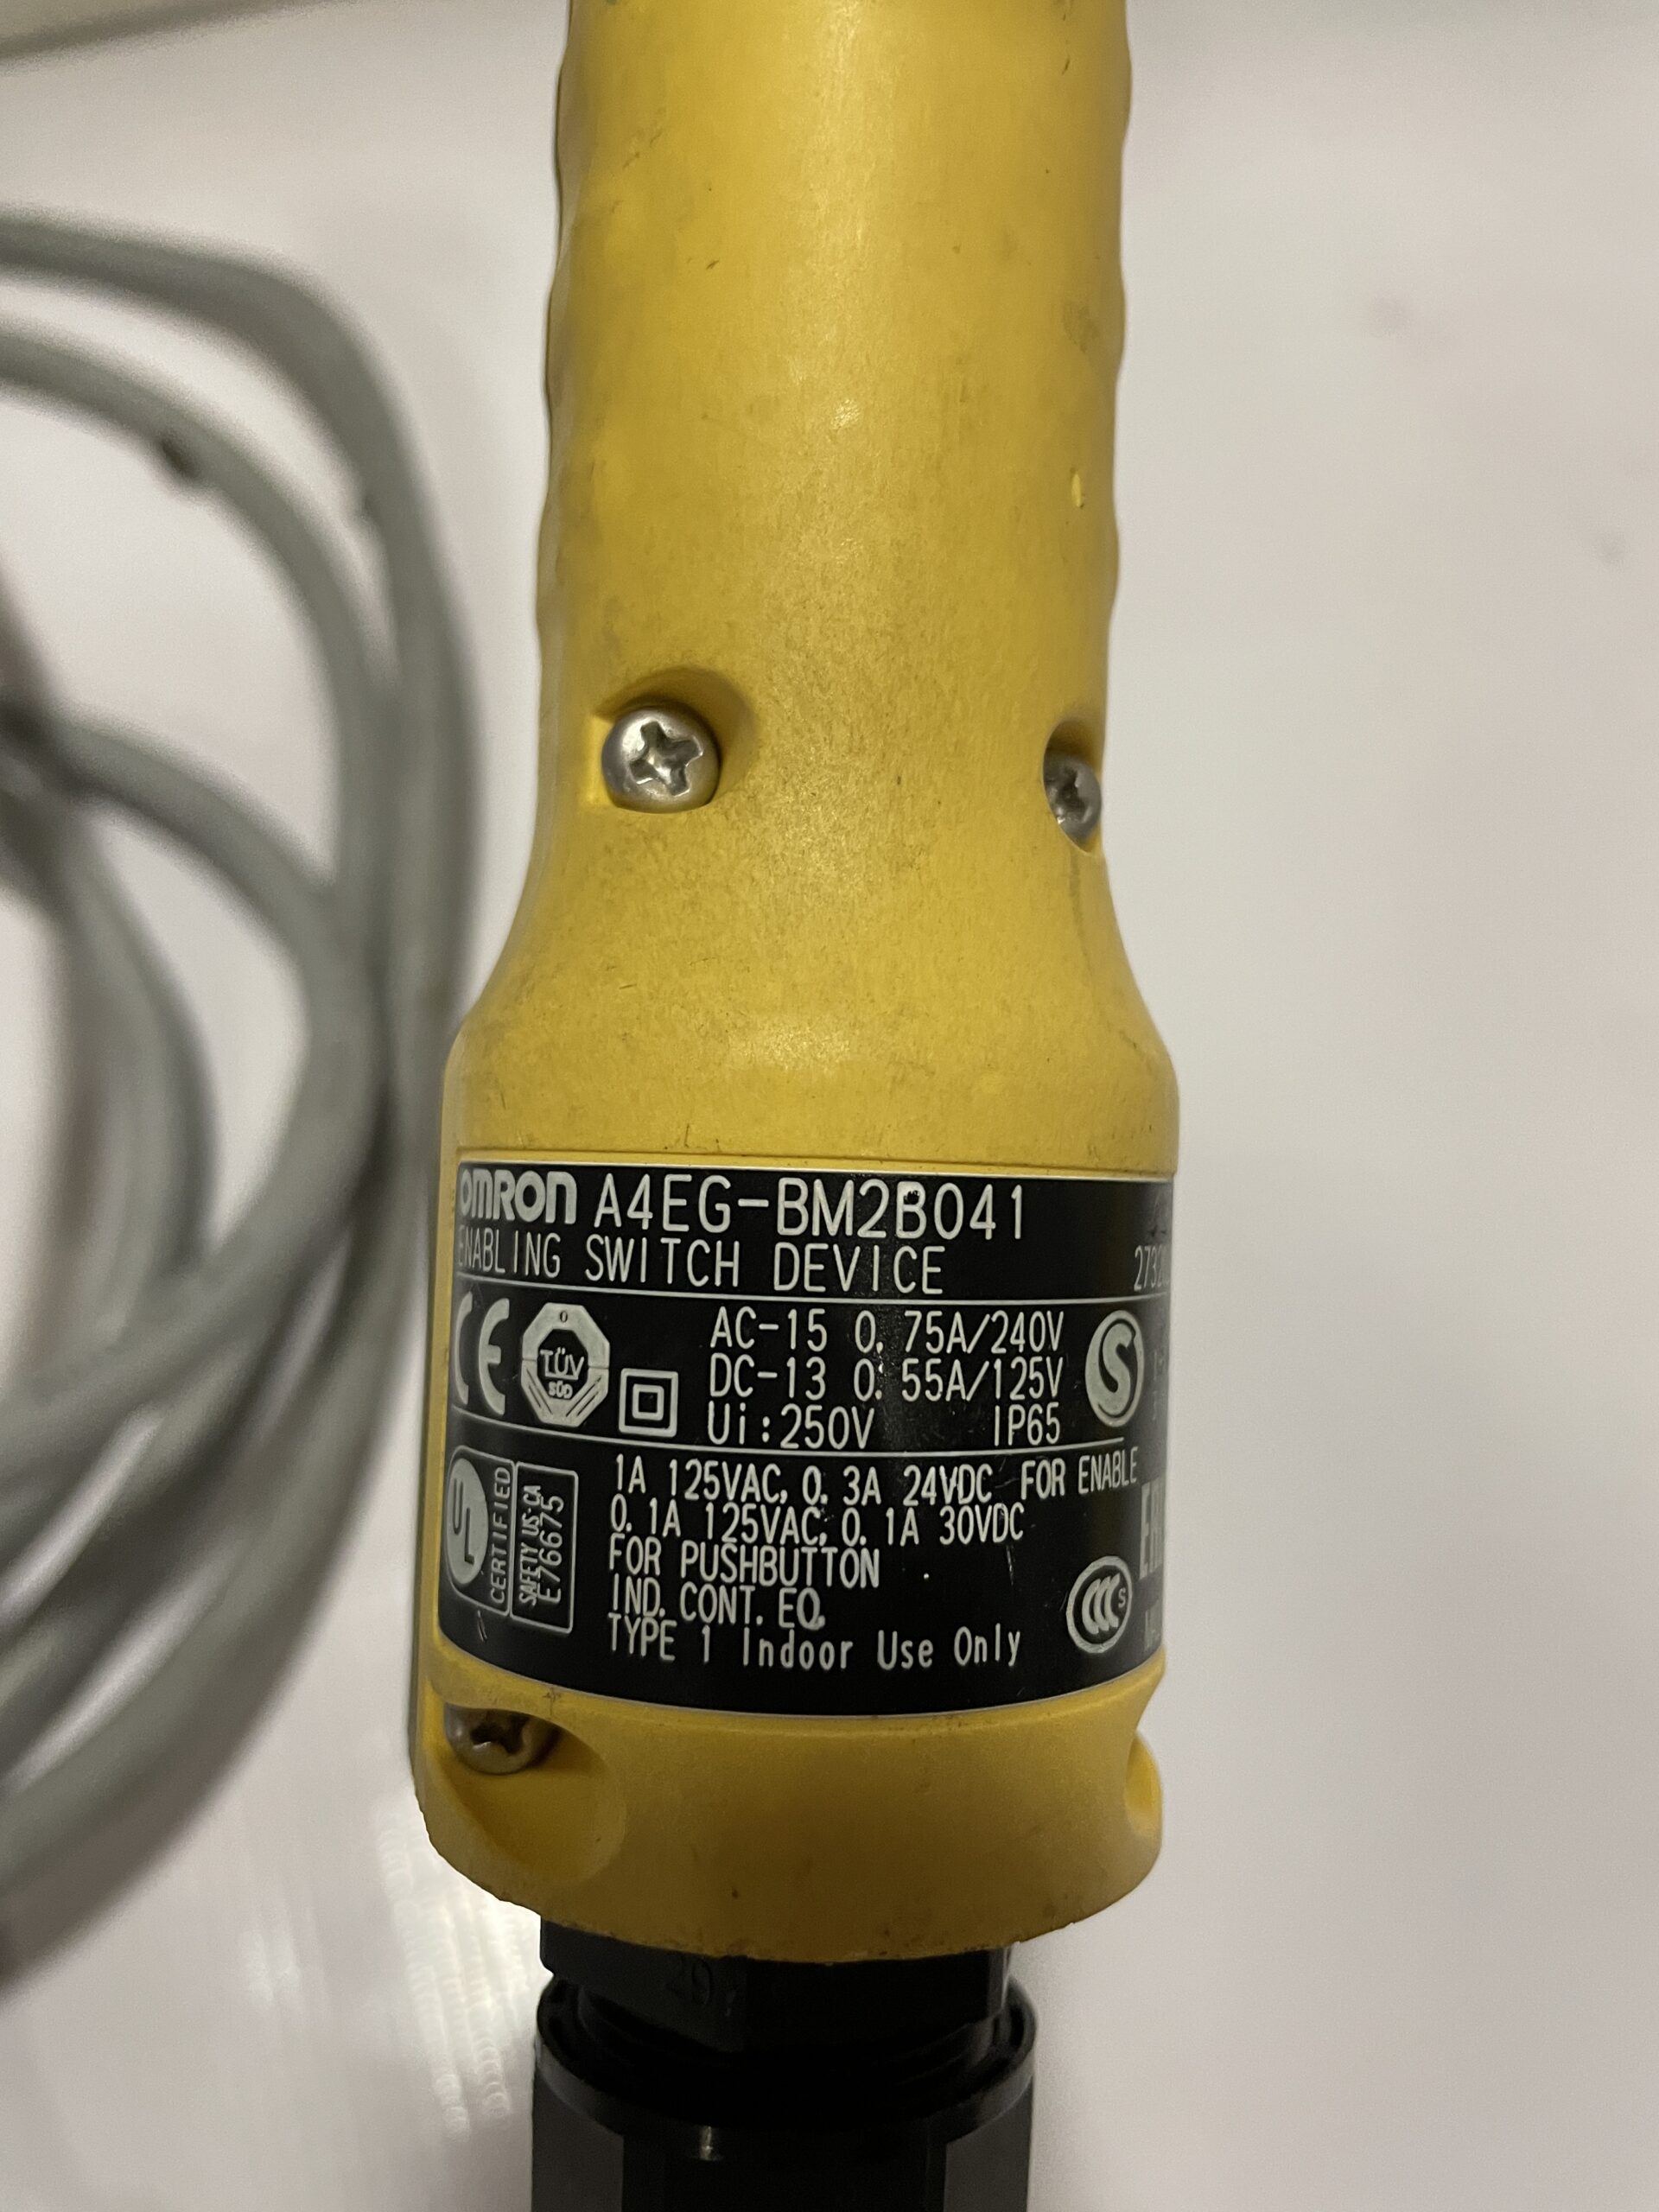 OMRON A4EG-BM2B041
ENABLING SWITCH DEVICE
CE
TÜV
SÜD
AC-15 0.75A/240V
DC-13 0.55A/125V
Ui:250V IP65
S
UL
CERTIFIED
SAFETY US-CA
E76675
1A 125VAC, 0.3A 24VDC FOR ENABLE
0.1A 125VAC, 0.1A 30VDC
FOR PUSHBUTTON
IND. CONT. EQ.
TYPE 1 Indoor Use Only
CCC S